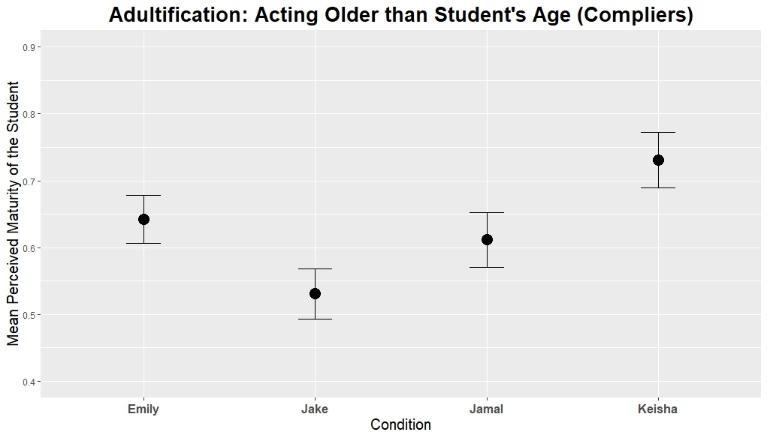 Adultification: Acting Older than Student's Age (Compliers)
Mean Perceived Maturity of the Student
0.9
0.8
0.7
0.6
0.5
0.4
Emily Jake Jamal Keisha
Condition